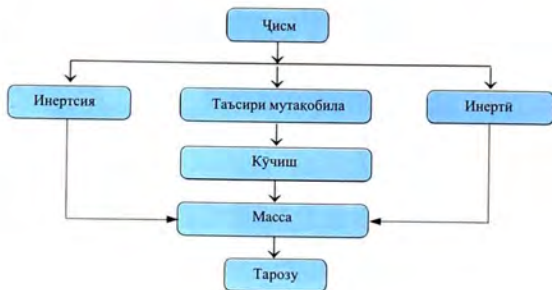 Ҷисм
Инертсия
Таъсири мутақобила
Инертӣ
Кӯчиш
Масса
Тарозу